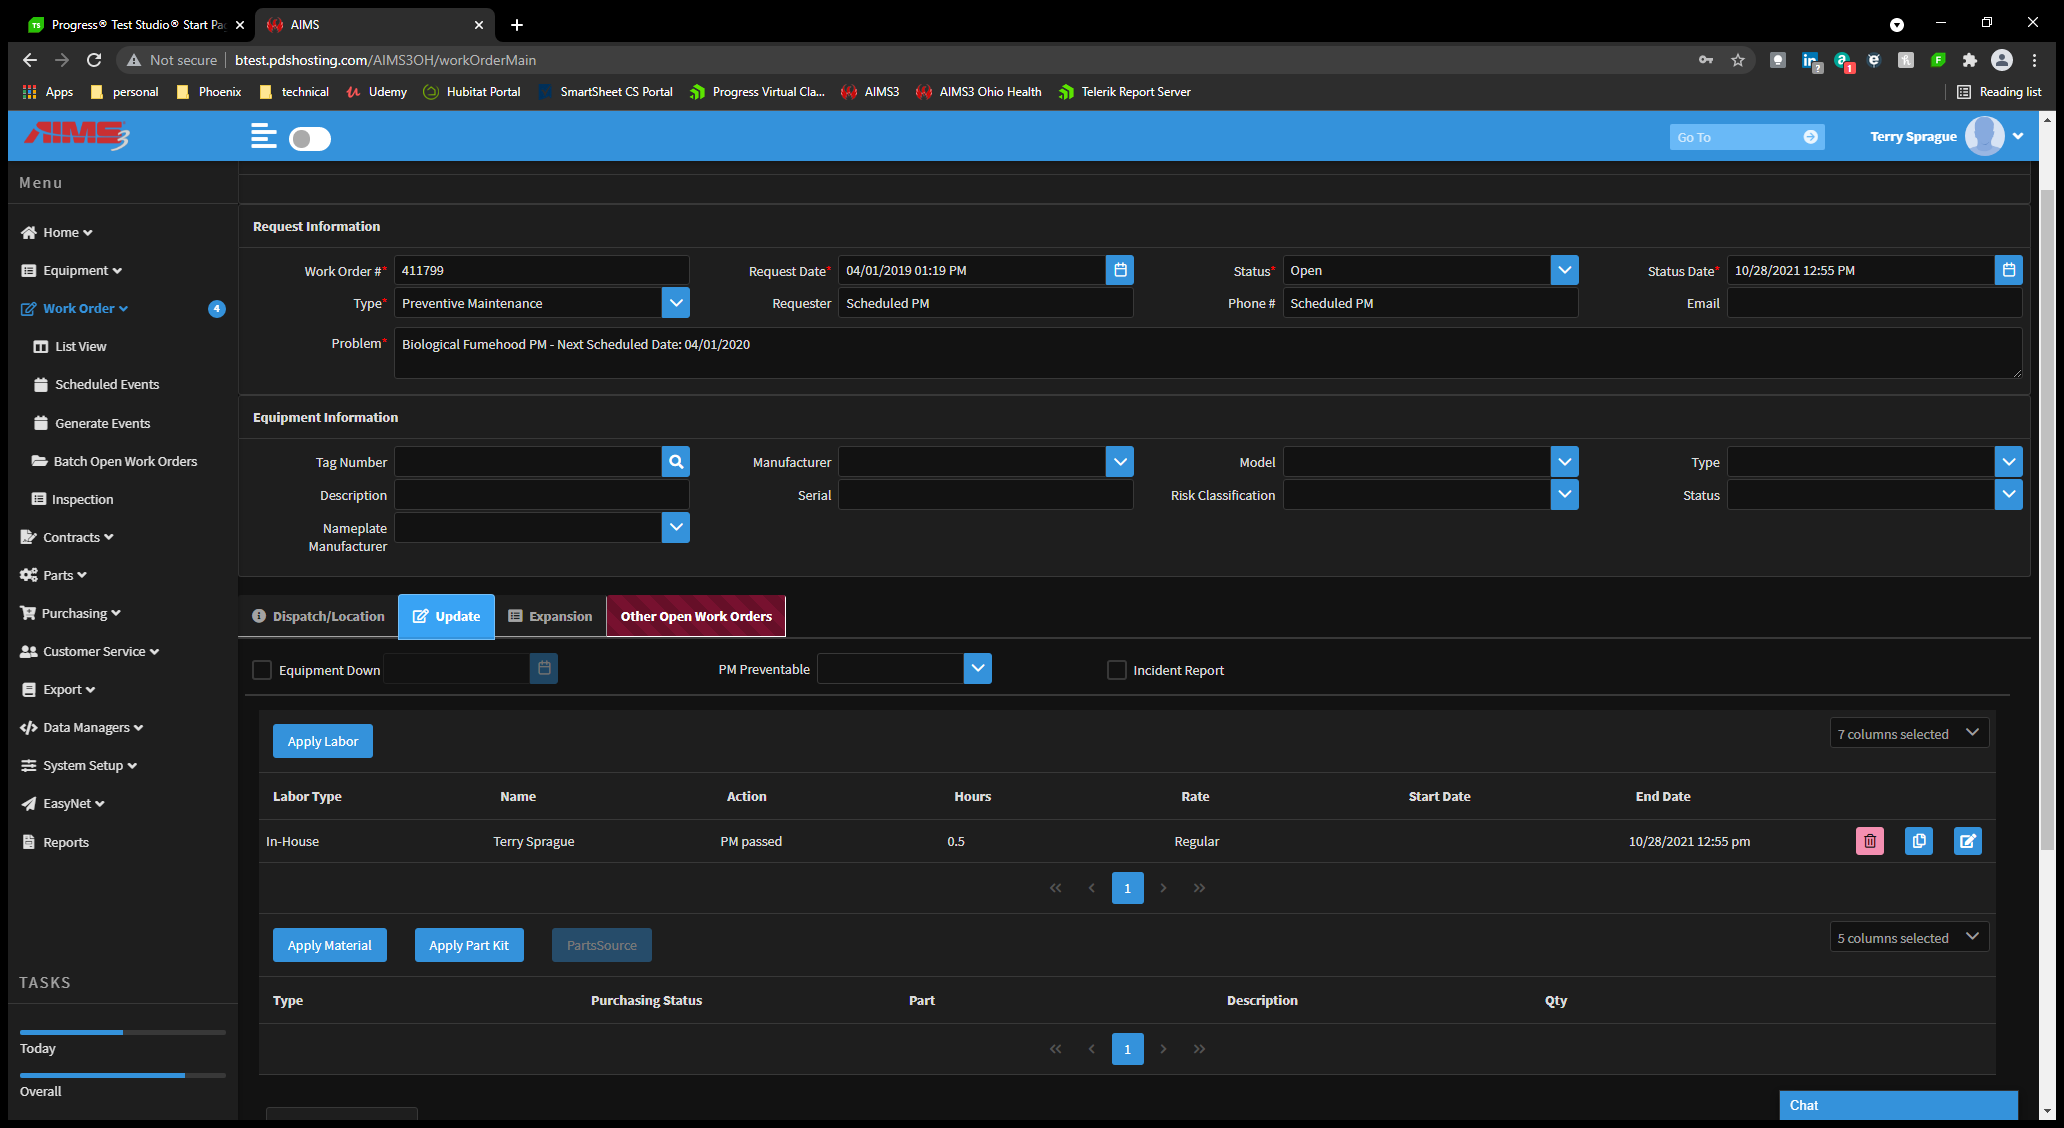 Progress® Test Studio® Start Pa
AIMS
Not secure
btest.pdshosting.com/AIMS3OH/workOrderMain
Apps
personal
Phoenix
technical
Udemy
Hubitat Portal
SmartSheet CS Portal
Progress Virtual Cla...
AIMS3
AIMS3 Ohio Health
Telerik Report Server
Reading list
AIMS3
Go To
Terry Sprague
Menu
Home
Equipment
Work Order
4
List View
Scheduled Events
Generate Events
Batch Open Work Orders
Inspection
Contracts
Parts
Purchasing
Customer Service
Export
Data Managers
System Setup
EasyNet
Reports
TASKS
Today
Overall
Request Information
Work Order #* 411799
Request Date* 04/01/2019 01:19 PM
Status* Open
Status Date* 10/28/2021 12:55 PM
Type* Preventive Maintenance
Requester Scheduled PM
Phone # Scheduled PM
Email
Problem* Biological Fumehood PM - Next Scheduled Date: 04/01/2020
Equipment Information
Tag Number
Manufacturer
Model
Type
Description
Serial
Risk Classification
Status
Nameplate
Manufacturer
Dispatch/Location
Update
Expansion
Other Open Work Orders
Equipment Down
PM Preventable
Incident Report
Apply Labor
7 columns selected
Labor Type Name Action Hours Rate Start Date End Date
In-House Terry Sprague PM passed 0.5 Regular 10/28/2021 12:55 pm
1
Apply Material
Apply Part Kit
PartsSource
5 columns selected
Type Purchasing Status Part Description Qty
1
Chat